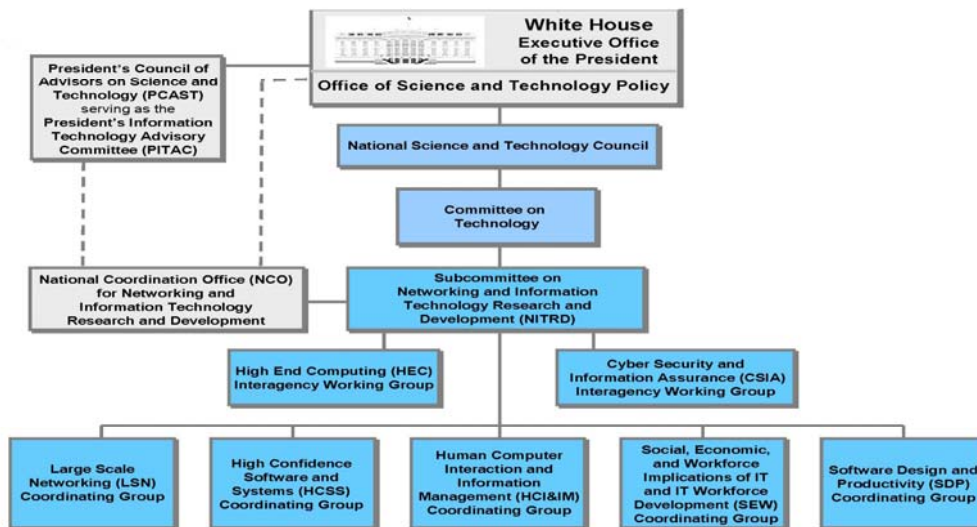 White House
Executive Office
of the President
Office of Science and Technology Policy
President's Council of
Advisors on Science and
Technology (PCAST)
serving as the
President's Information
Technology Advisory
Committee (PITAC)
National Science and Technology Council
Committee on
Technology
National Coordination Office (NCO)
for Networking and
Information Technology
Research and Development
Subcommittee on
Networking and Information
Technology Research and
Development (NITRD)
High End Computing (HEC)
Interagency Working Group
Cyber Security and
Information Assurance (CSIA)
Interagency Working Group
Large Scale
Networking (LSN)
Coordinating Group
High Confidence
Software and
Systems (HCSS)
Coordinating Group
Human Computer
Interaction and
Information
Management (HCI&IM)
Coordinating Group
Social, Economic,
and Workforce
Implications of IT
and IT Workforce
Development (SEW)
Coordinating Group
Software Design and
Productivity (SDP)
Coordinating Group